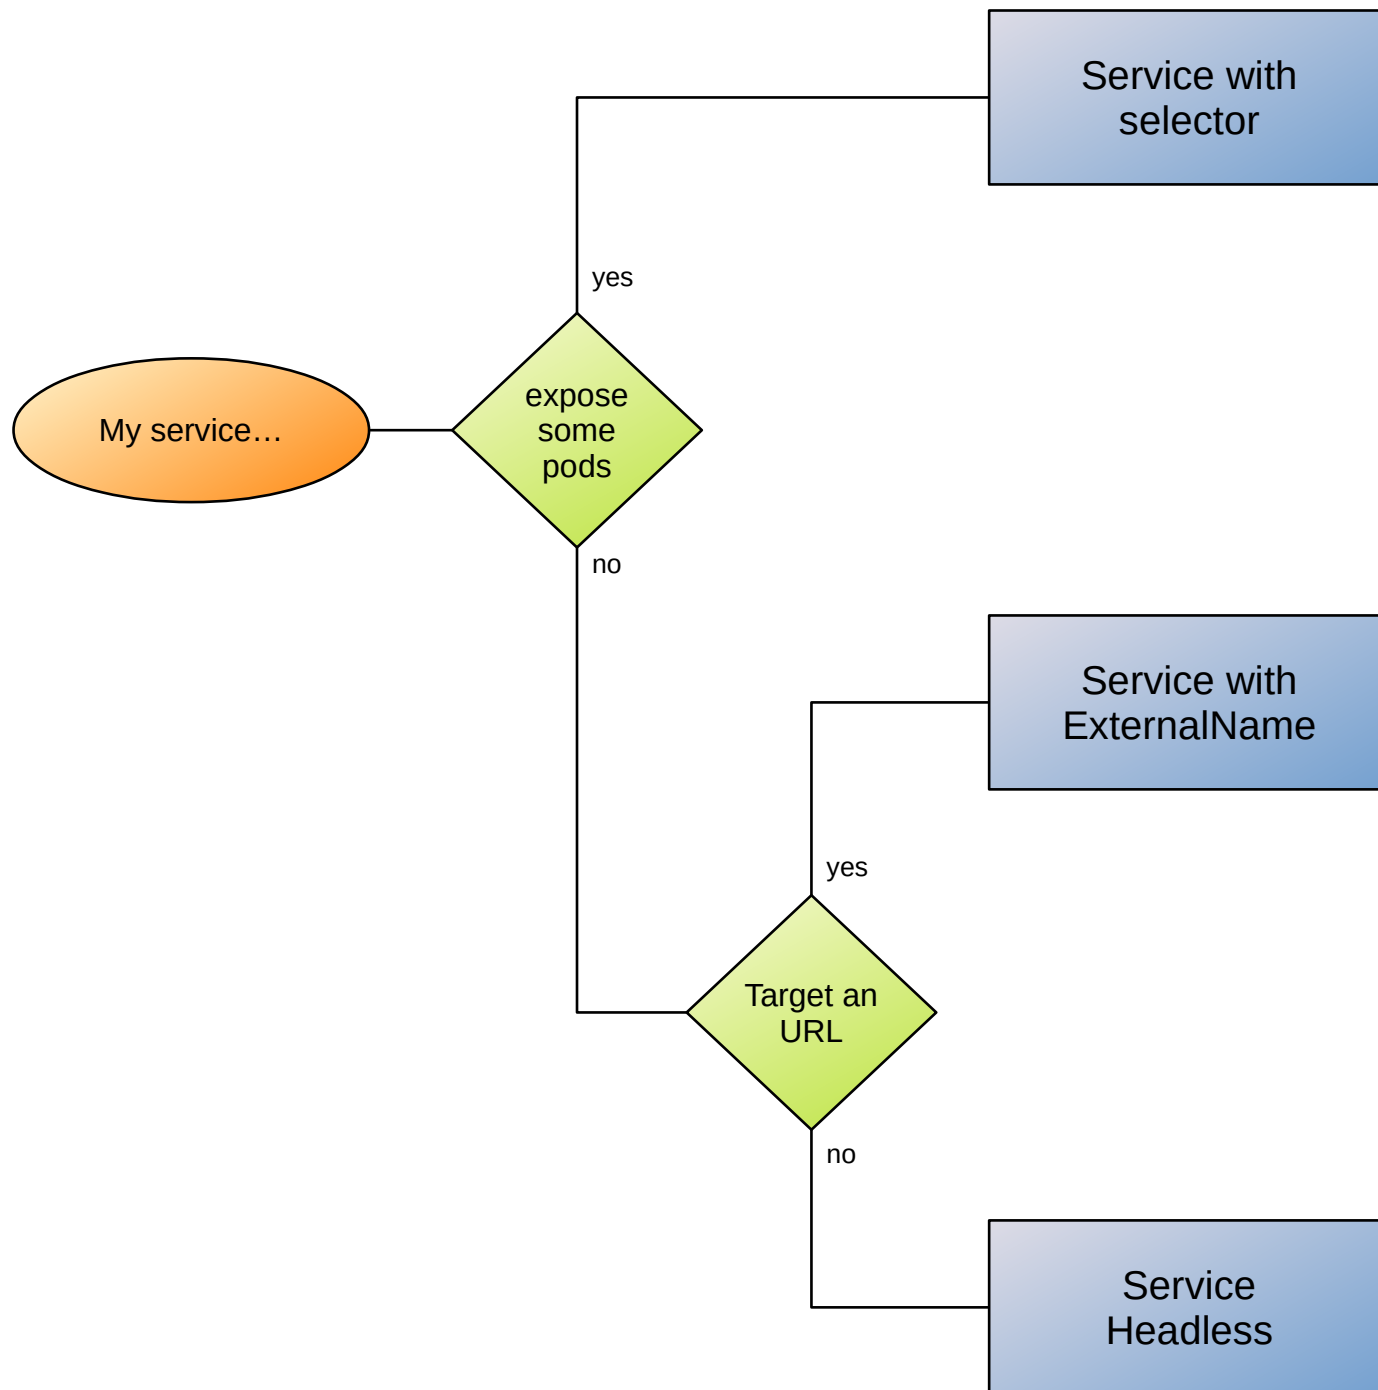 Service with
selector
yes
My service…
expose
some
pods
no
Service with
ExternalName
yes
Target an
URL
no
Service
Headless